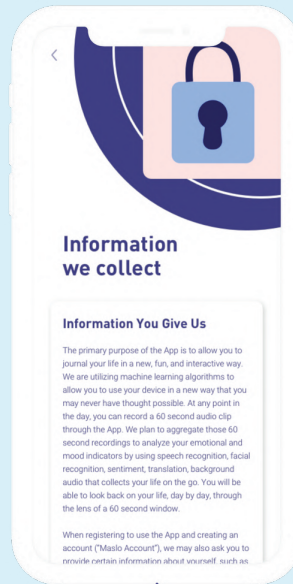 Information
we collect
Information You Give Us
The primary purpose of the App is to allow you to
journal your life in a new, fun, and interactive way.
We are utilizing machine learning algorithms to
allow you to use your device in a new way that you
may never have thought possible. At any point in
the day, you can record a 60 second audio clip
through the App. We plan to aggregate those 60
second recordings to analyze your emotional and
mood indicators by using speech recognition, facial
recognition, sentiment, translation, background
audio that collects your life on the go. You will be
able to look back on your life, day by day, through
the lens of a 60 second window.
When registering to use the App and creating an
account ("Maslo Account"), we may also ask you to
provide certain information about yourself, such as